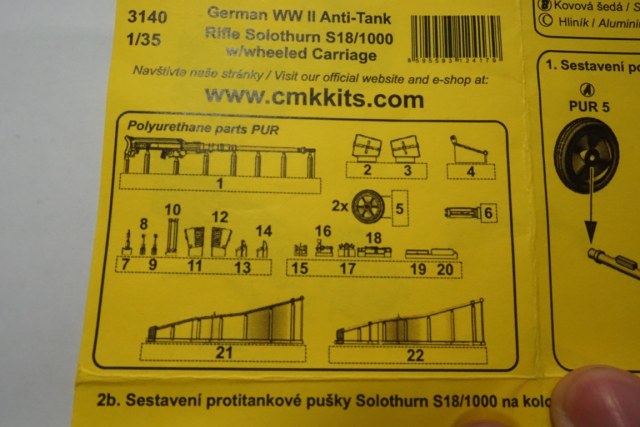 3140
German WW II Anti-Tank
1/35
Rifle Solothurn S18/1000
w/wheeled Carriage
Navštivte naše stránky / Visit our official website and e-shop at:
www.cmkkits.com
Polyurethane parts PUR
1
2
3
4
2x
5
6
7
8
9
10
11
12
13
14
15
16
17
18
19
20
21
22
2b. Sestavení protitankové pušky Solothurn S18/1000 na
B Kovová šedá /
C Hliník /
1. Sestavení
A
PUR 5